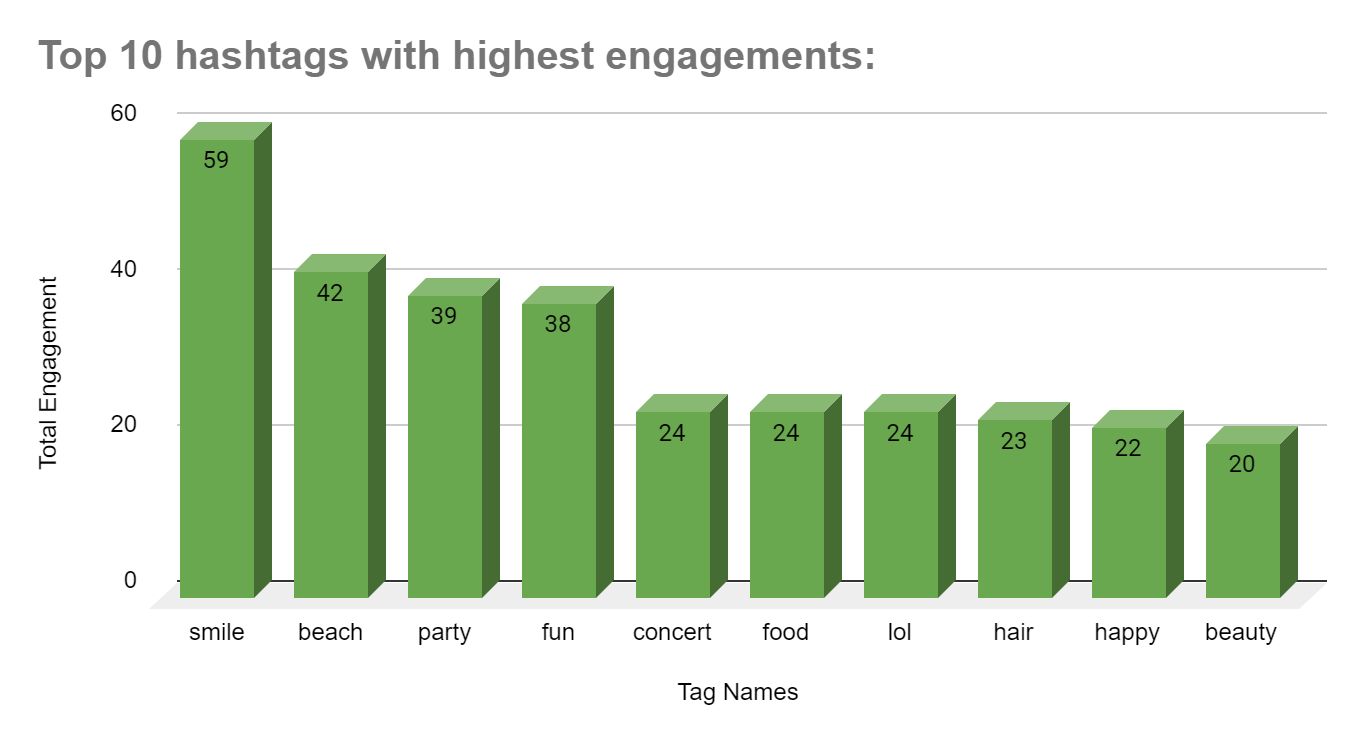 Top 10 hashtags with highest engagements:
60
40
20
0
Total Engagement
59
42
39
38
24
24
24
23
22
20
smile
beach
party
fun
concert
food
lol
hair
happy
beauty
Tag Names